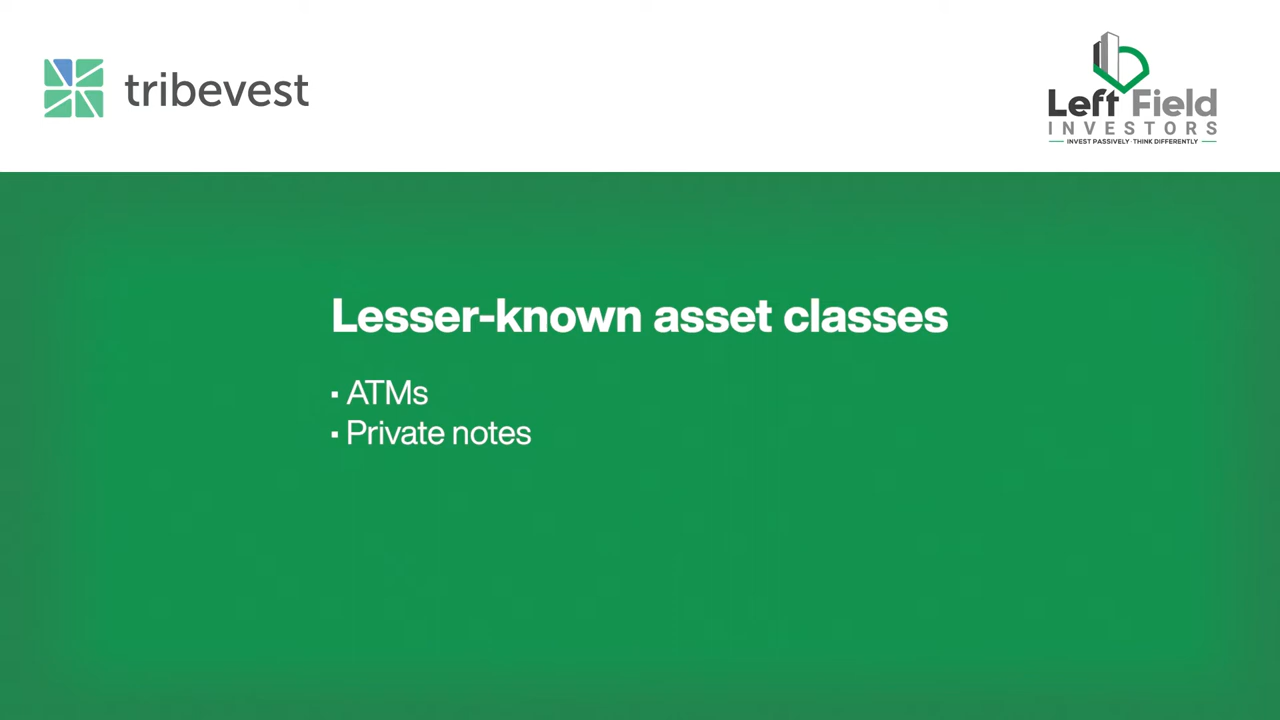 tribevest
Left Field
INVESTORS
INVEST PASSIVELY · THINK DIFFERENTLY
Lesser-known asset classes
▪ ATMs
▪ Private notes